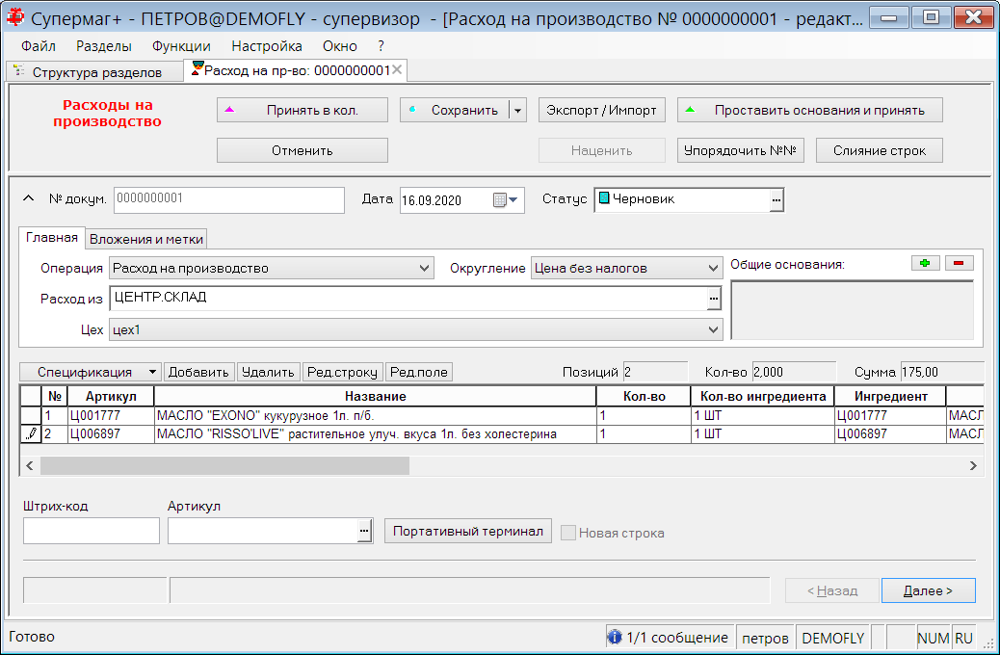 Супермаг+ - ПЕТРОВ@DEMOFLY - супервизор - [Расход на производство № 0000000001 - редакт...
Файл Разделы Функции Настройка Окно ?
Структура разделов Расход на пр-во: 0000000001
Расходы на производство
Принять в кол. Сохранить Экспорт / Импорт Проставить основания и принять
Отменить Наценить Упорядочить №№ Слияние строк
№ докум. 0000000001 Дата 16.09.2020 Статус Черновик ...
Главная Вложения и метки
Операция Расход на производство Округление Цена без налогов Общие основания:
Расход из ЦЕНТР.СКЛАД ...
Цех цех1
Спецификация Добавить Удалить Ред.строку Ред.поле Позиций 2 Кол-во 2,000 Сумма 175,00
№ Артикул Название Кол-во Кол-во ингредиента Ингредиент
1 Ц001777 МАСЛО "EXONO" кукурузное 1л. п/б. 1 1 ШТ Ц001777 МАСЛ
2 Ц006897 МАСЛО "RISSO'LIVE" растительное улуч. вкуса 1л. без холестерина 1 1 ШТ Ц006897 МАСЛ
Штрих-код Артикул
... Портативный терминал Новая строка
< Назад Далее >
Готово 1/1 сообщение петров DEMOFLY NUM RU